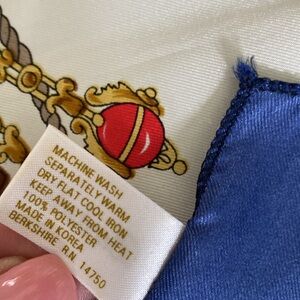 MACHINE WASH
SEPARATELY WARM
DRY FLAT COOL IRON
KEEP AWAY FROM HEAT
100% POLYESTER
MADE IN KOREA
BERKSHIRE RN 14750